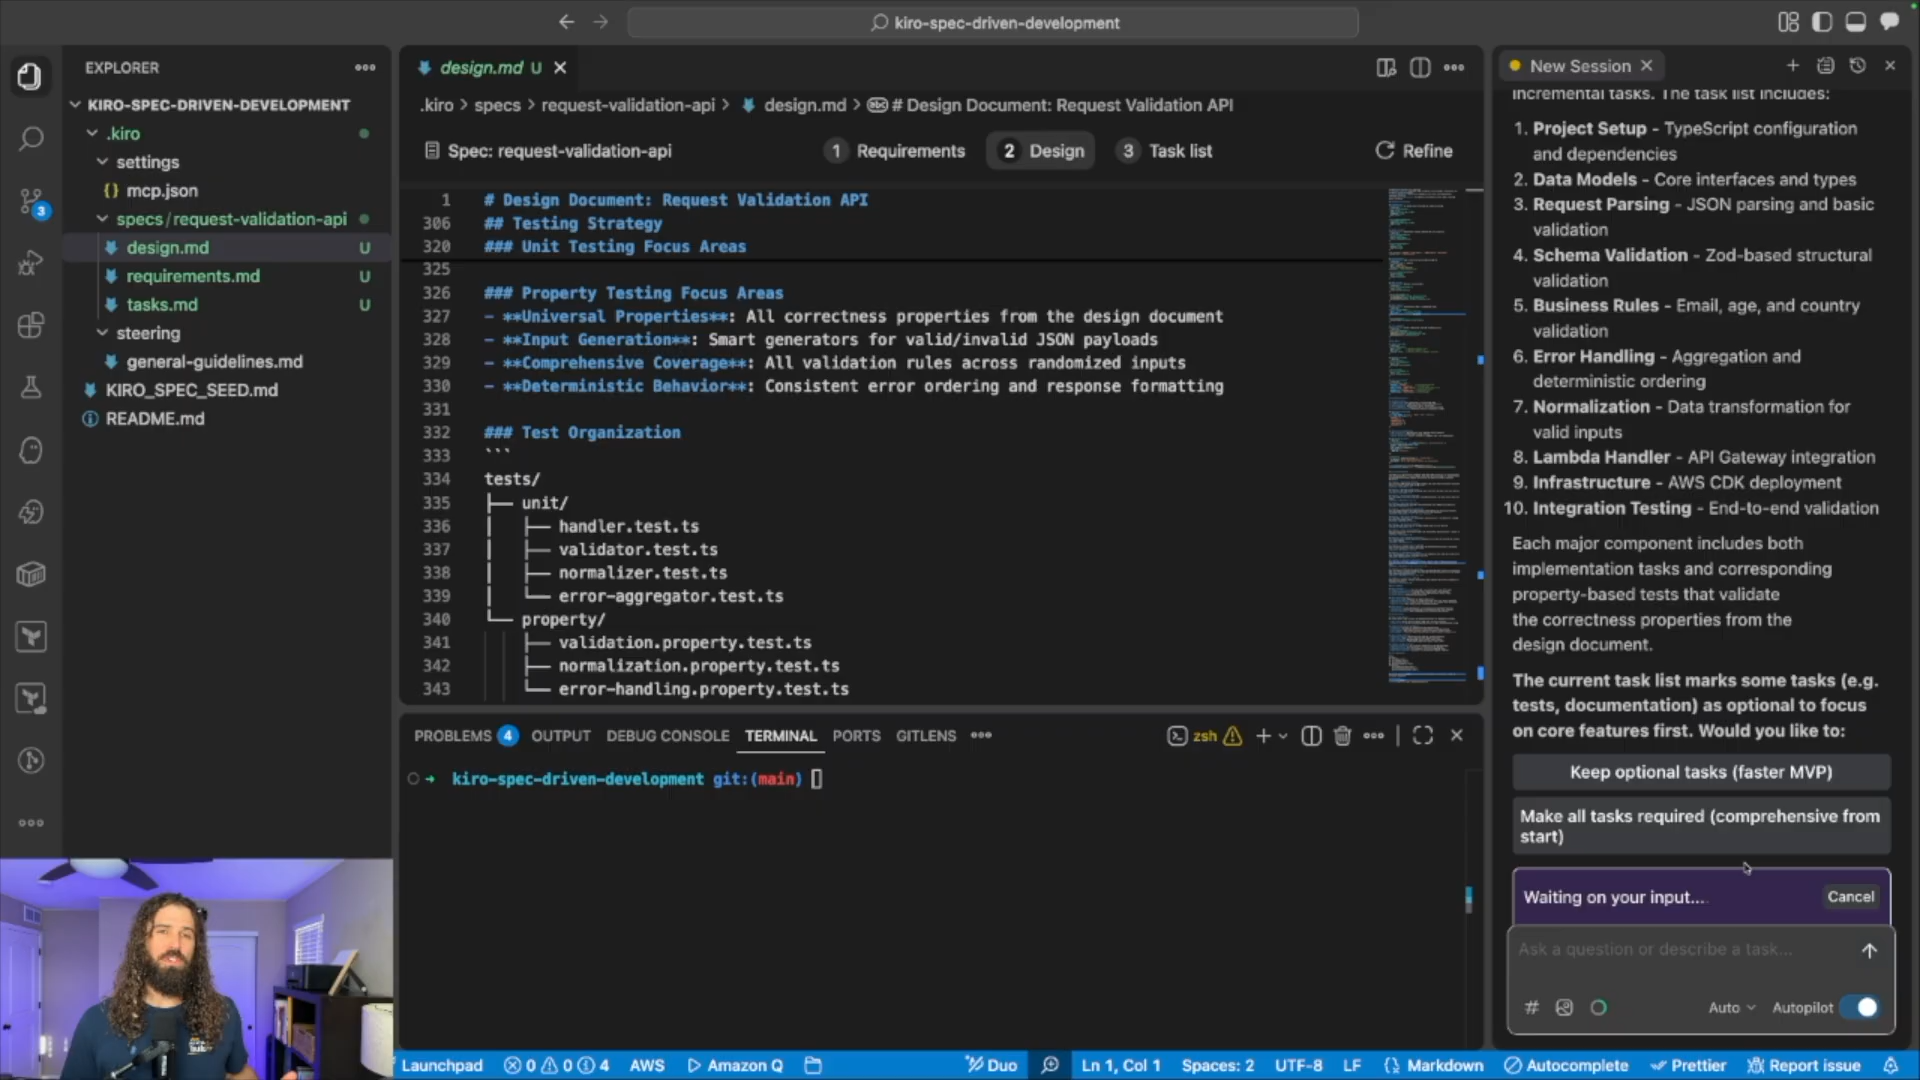 kiro-spec-driven-development
EXPLORER
KIRO-SPEC-DRIVEN-DEVELOPMENT
.kiro
settings
{} mcp.json
specs/request-validation-api
design.md U
requirements.md U
tasks.md U
steering
general-guidelines.md
KIRO_SPEC_SEED.md
README.md
3
design.md U
.kiro > specs > request-validation-api > design.md > # Design Document: Request Validation API
Spec: request-validation-api
1 Requirements
2 Design
3 Task list
Refine
1 # Design Document: Request Validation API
306 ## Testing Strategy
320 ### Unit Testing Focus Areas
325
326 ### Property Testing Focus Areas
327 - **Universal Properties**: All correctness properties from the design document
328 - **Input Generation**: Smart generators for valid/invalid JSON payloads
329 - **Comprehensive Coverage**: All validation rules across randomized inputs
330 - **Deterministic Behavior**: Consistent error ordering and response formatting
331
332 ### Test Organization
333 ```
334 tests/
335 ├── unit/
336 │   ├── handler.test.ts
337 │   ├── validator.test.ts
338 │   ├── normalizer.test.ts
339 │   └── error-aggregator.test.ts
340 └── property/
341     ├── validation.property.test.ts
342     ├── normalization.property.test.ts
343     └── error-handling.property.test.ts
PROBLEMS 4 OUTPUT DEBUG CONSOLE TERMINAL PORTS GITLENS
zsh
kiro-spec-driven-development git:(main)
New Session
incremental tasks. The task list includes:
1. Project Setup - TypeScript configuration
and dependencies
2. Data Models - Core interfaces and types
3. Request Parsing - JSON parsing and basic
validation
4. Schema Validation - Zod-based structural
validation
5. Business Rules - Email, age, and country
validation
6. Error Handling - Aggregation and
deterministic ordering
7. Normalization - Data transformation for
valid inputs
8. Lambda Handler - API Gateway integration
9. Infrastructure - AWS CDK deployment
10. Integration Testing - End-to-end validation
Each major component includes both
implementation tasks and corresponding
property-based tests that validate
the correctness properties from the
design document.
The current task list marks some tasks (e.g.
tests, documentation) as optional to focus
on core features first. Would you like to:
Keep optional tasks (faster MVP)
Make all tasks required (comprehensive from
start)
Waiting on your input... Cancel
Ask a question or describe a task...
# Auto Autopilot
Launchpad 0 0 4 AWS Amazon Q Duo Ln 1, Col 1 Spaces: 2 UTF-8 LF {} Markdown Autocomplete Prettier Report issue